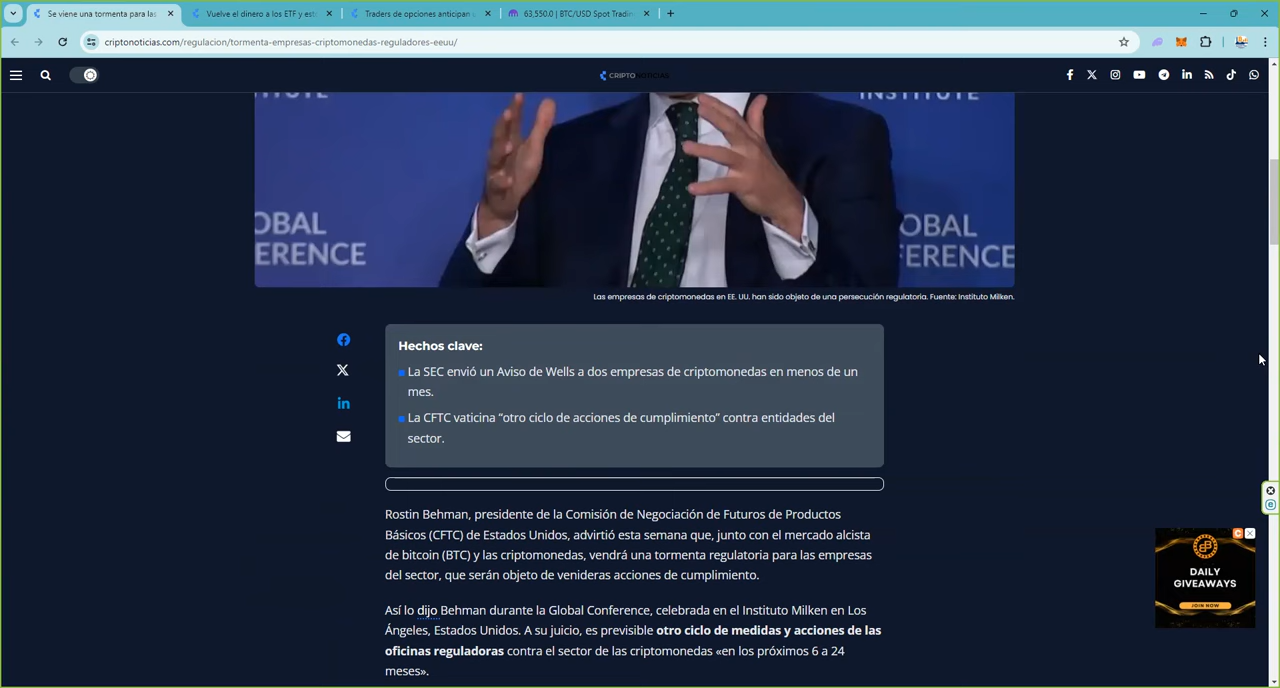 Se viene una tormenta para las
Vuelve el dinero a los ETF y est
Traders de opciones anticipan
63,550.0 | BTC/USD Spot Tradin
criptonoticias.com/regulacion/tormenta-empresas-criptomonedas-reguladores-eeuu/
CRIPTONOTICIAS
INSTITUTE
OBAL
ERENCE
OBAL
FERENCE
Las empresas de criptomonedas en EE. UU. han sido objeto de una persecución regulatoria. Fuente: Instituto Milken.
Hechos clave:
La SEC envió un Aviso de Wells a dos empresas de criptomonedas en menos de un
mes.
La CFTC vaticina “otro ciclo de acciones de cumplimiento” contra entidades del
sector.
Rostin Behman, presidente de la Comisión de Negociación de Futuros de Productos
Básicos (CFTC) de Estados Unidos, advirtió esta semana que, junto con el mercado alcista
de bitcoin (BTC) y las criptomonedas, vendrá una tormenta regulatoria para las empresas
del sector, que serán objeto de venideras acciones de cumplimiento.
Así lo dijo Behman durante la Global Conference, celebrada en el Instituto Milken en Los
Ángeles, Estados Unidos. A su juicio, es previsible otro ciclo de medidas y acciones de las
oficinas reguladoras contra el sector de las criptomonedas «en los próximos 6 a 24
meses».
DAILY
GIVEAWAYS
JOIN NOW